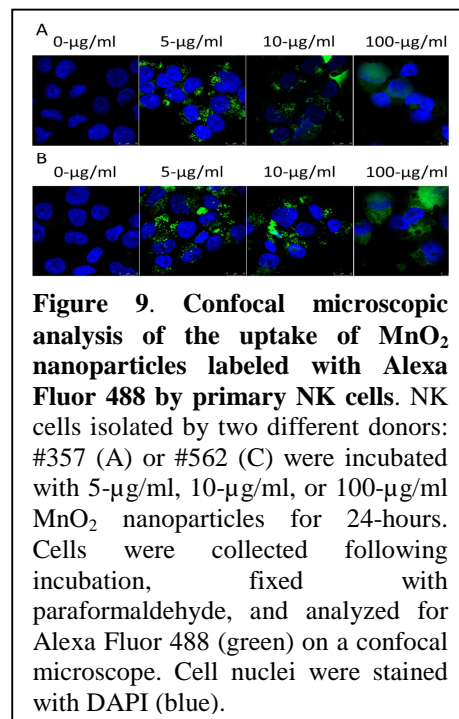 A
0-µg/ml 5-µg/ml 10-µg/ml 100-µg/ml
B
0-µg/ml 5-µg/ml 10-µg/ml 100-µg/ml
Figure 9. Confocal microscopic
analysis of the uptake of MnO₂
nanoparticles labeled with Alexa
Fluor 488 by primary NK cells. NK
cells isolated by two different donors:
#357 (A) or #562 (C) were incubated
with 5-µg/ml, 10-µg/ml, or 100-µg/ml
MnO₂ nanoparticles for 24-hours.
Cells were collected following
incubation, fixed with
paraformaldehyde, and analyzed for
Alexa Fluor 488 (green) on a confocal
microscope. Cell nuclei were stained
with DAPI (blue).